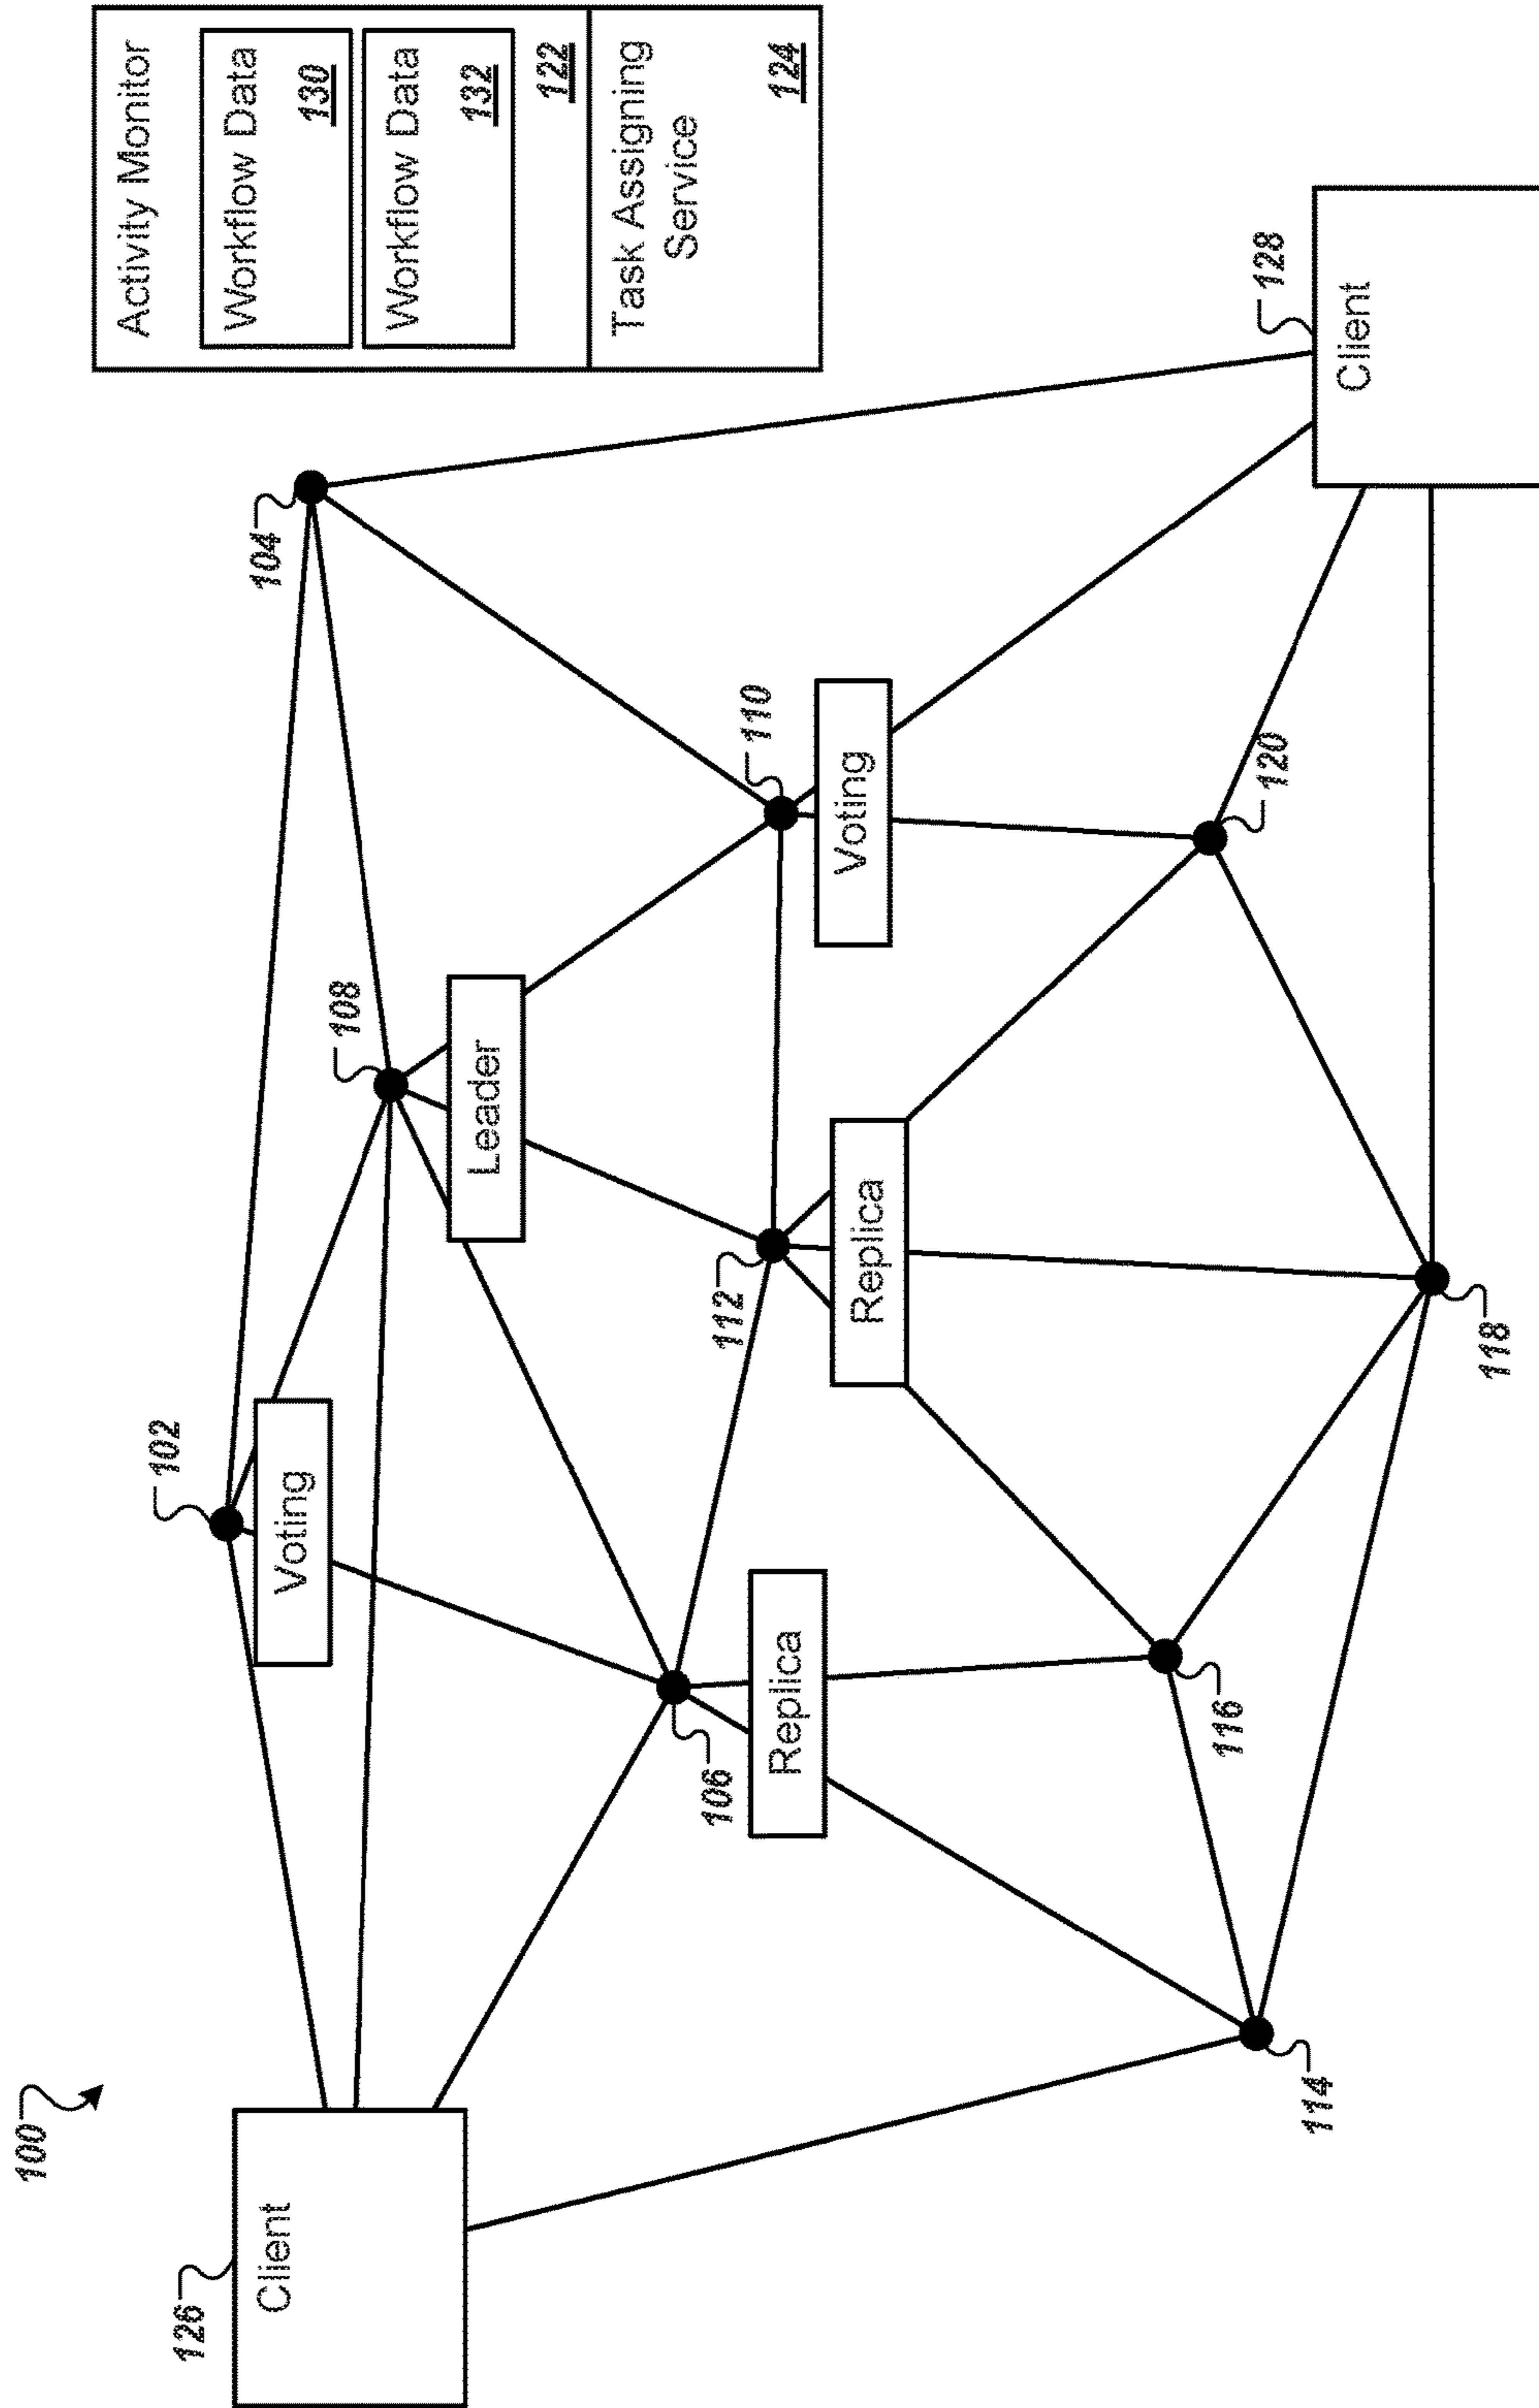 100
126
Client
102
Voting
104
108
Leader
106
Replica
112
Replica
110
Voting
114
116
118
120
128
Client
Activity Monitor
Workflow Data
130
Workflow Data
132
122
Task Assigning
Service
124